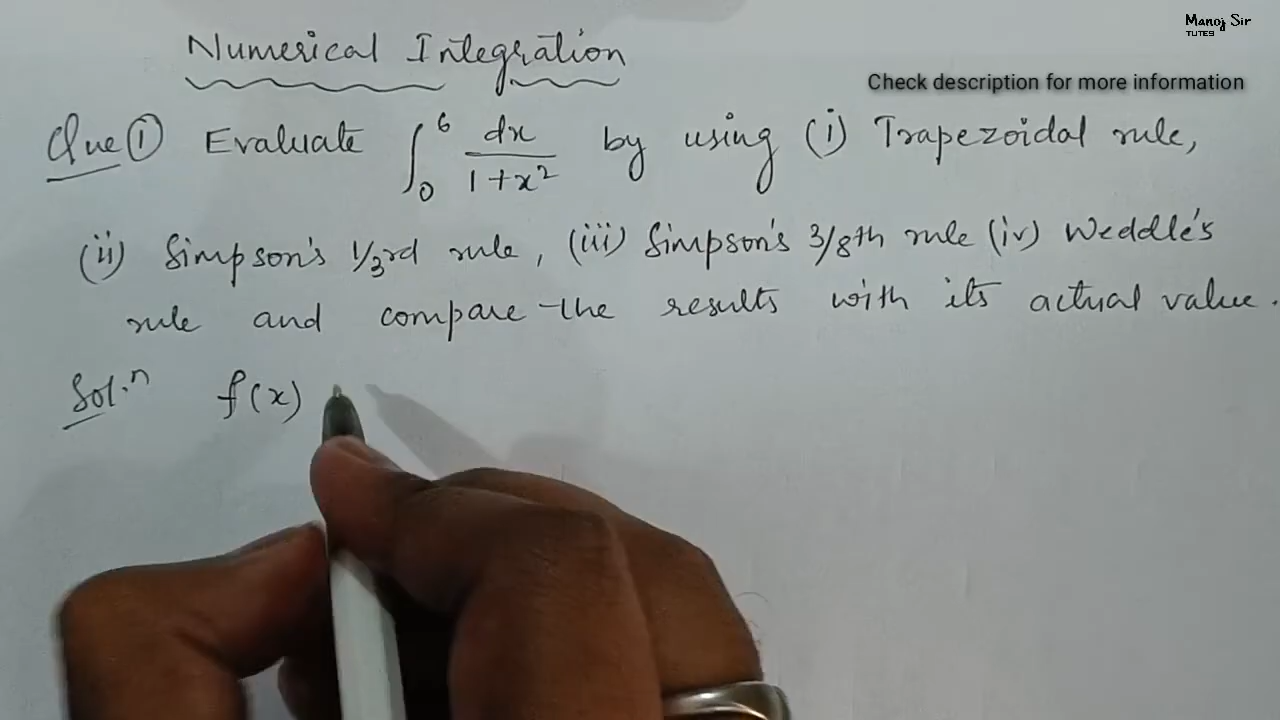 Manoj Sir
TUTES
Numerical Integration
Check description for more information
Que ① Evaluate ∫₀⁶ dx/(1+x²) by using (i) Trapezoidal rule,
(ii) Simpson's 1/3rd rule, (iii) Simpson's 3/8th rule (iv) Weddle's
rule and compare the results with its actual value.
Sol.ⁿ f(x)